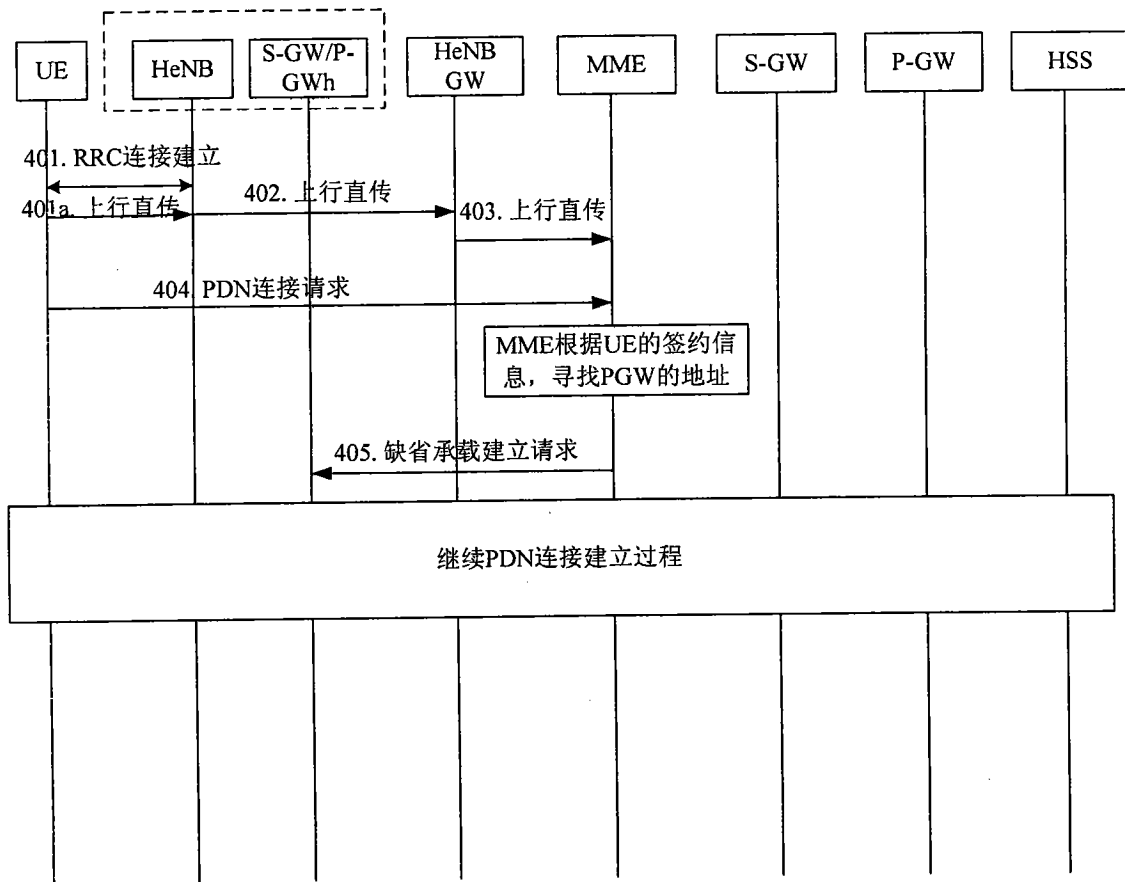 UE
HeNB
S-GW/P-
GWh
HeNB
GW
MME
S-GW
P-GW
HSS
401. RRC连接建立
401a. 上行直传
402. 上行直传
403. 上行直传
404. PDN连接请求
MME根据UE的签约信
息，寻找PGW的地址
405. 缺省承载建立请求
继续PDN连接建立过程